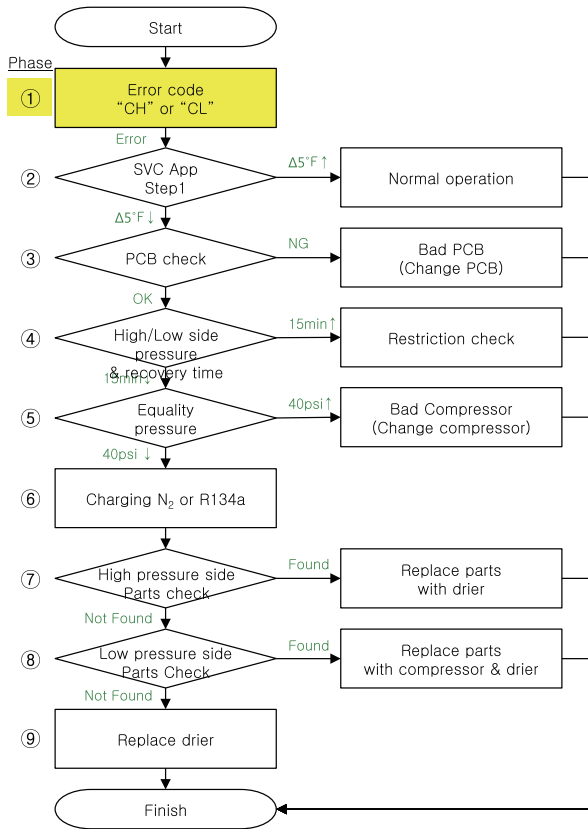 Start
Phase
①
Error code
“CH” or “CL”
Error
②
SVC App
Step1
Δ5°F↑
Normal operation
Δ5°F↓
③
PCB check
NG
Bad PCB
(Change PCB)
OK
④
High/Low side
pressure
& recovery time
15min↑
Restriction check
15min↓
⑤
Equality
pressure
40psi↑
Bad Compressor
(Change compressor)
40psi ↓
⑥
Charging N₂ or R134a
⑦
High pressure side
Parts check
Found
Replace parts
with drier
Not Found
⑧
Low pressure side
Parts Check
Found
Replace parts
with compressor & drier
Not Found
⑨
Replace drier
Finish